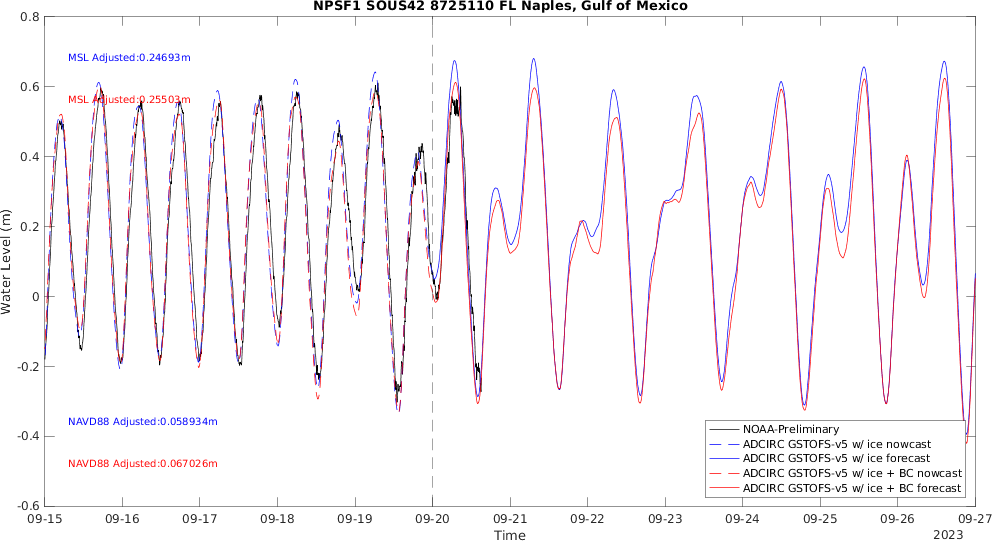 NPSF1 SOUS42 8725110 FL Naples, Gulf of Mexico
0.8
0.6
0.4
0.2
0
-0.2
-0.4
-0.6
Water Level (m)
MSL Adjusted:0.24693m
MSL Adjusted:0.25503m
NAVD88 Adjusted:0.058934m
NAVD88 Adjusted:0.067026m
NOAA-Preliminary
ADCIRC GSTOFS-v5 w/ ice nowcast
ADCIRC GSTOFS-v5 w/ ice forecast
ADCIRC GSTOFS-v5 w/ ice + BC nowcast
ADCIRC GSTOFS-v5 w/ ice + BC forecast
09-15 09-16 09-17 09-18 09-19 09-20 09-21 09-22 09-23 09-24 09-25 09-26 09-27
Time
2023